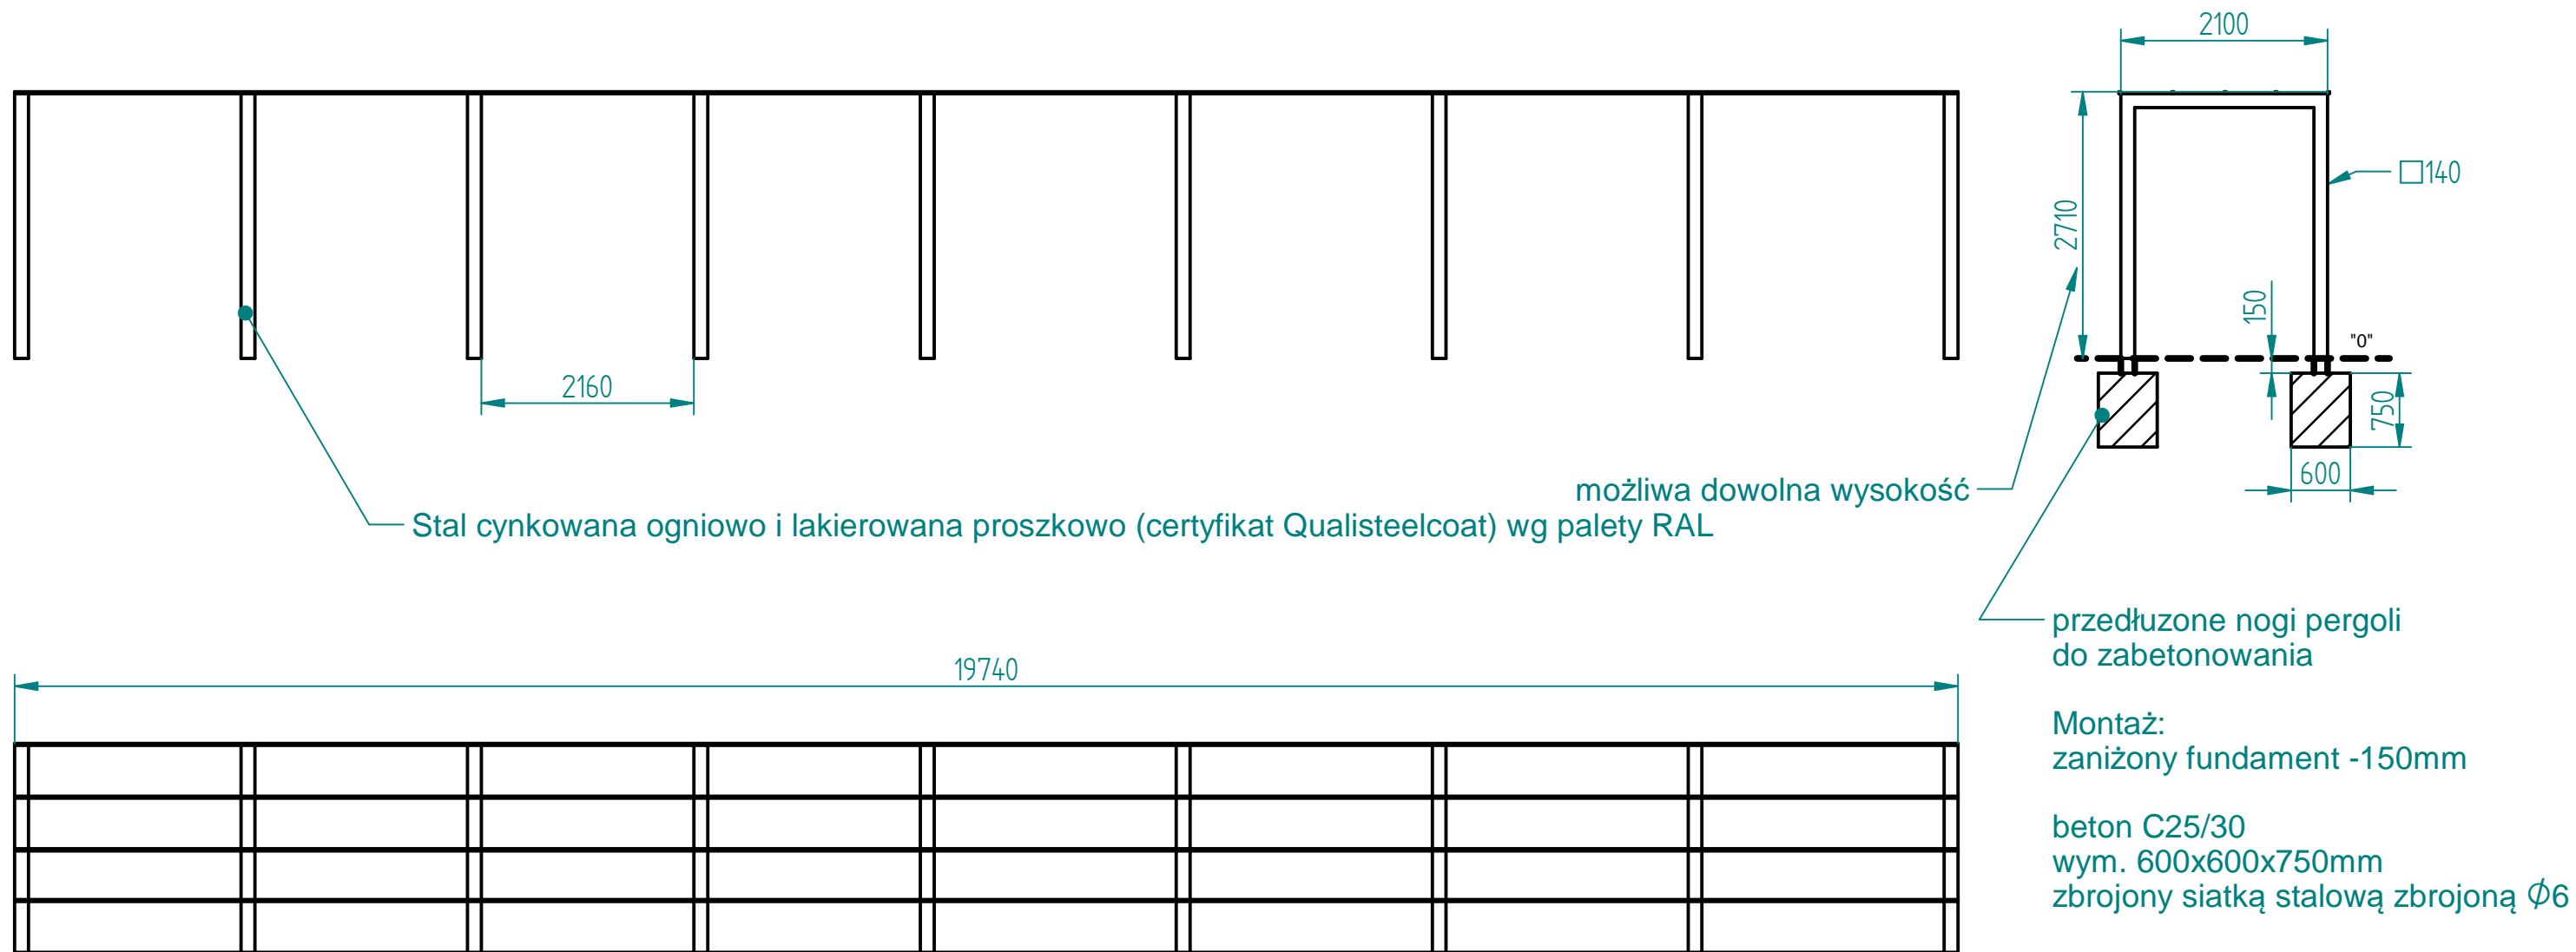 2100
□140
2710
150
"0"
2160
750
600
możliwa dowolna wysokość
Stal cynkowana ogniowo i lakierowana proszkowo (certyfikat Qualisteelcoat) wg palety RAL
przedłuzone nogi pergoli
do zabetonowania
19740
Montaż:
zaniżony fundament -150mm
beton C25/30
wym. 600x600x750mm
zbrojony siatką stalową zbrojoną ϕ6